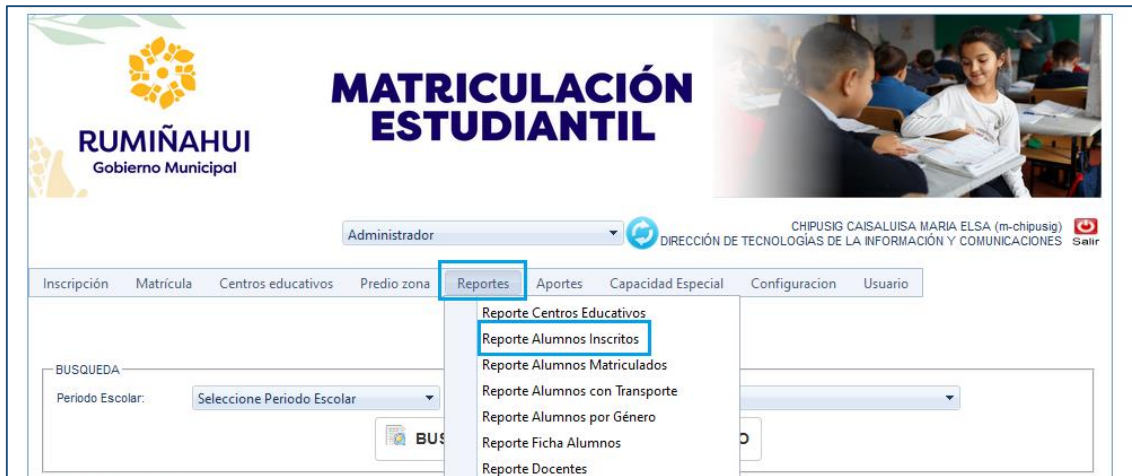 RUMIÑAHUI
Gobierno Municipal
MATRICULACIÓN
ESTUDIANTIL
Administrador
CHIPUSIG CAISALUISA MARIA ELSA (m-chipusig)
DIRECCIÓN DE TECNOLOGÍAS DE LA INFORMACIÓN Y COMUNICACIONES
Salir
Inscripción Matrícula Centros educativos Predio zona Reportes Aportes Capacidad Especial Configuracion Usuario
Reporte Centros Educativos
Reporte Alumnos Inscritos
Reporte Alumnos Matriculados
Reporte Alumnos con Transporte
Reporte Alumnos por Género
Reporte Ficha Alumnos
Reporte Docentes
BUSQUEDA
Periodo Escolar: Seleccione Periodo Escolar
BUS
O